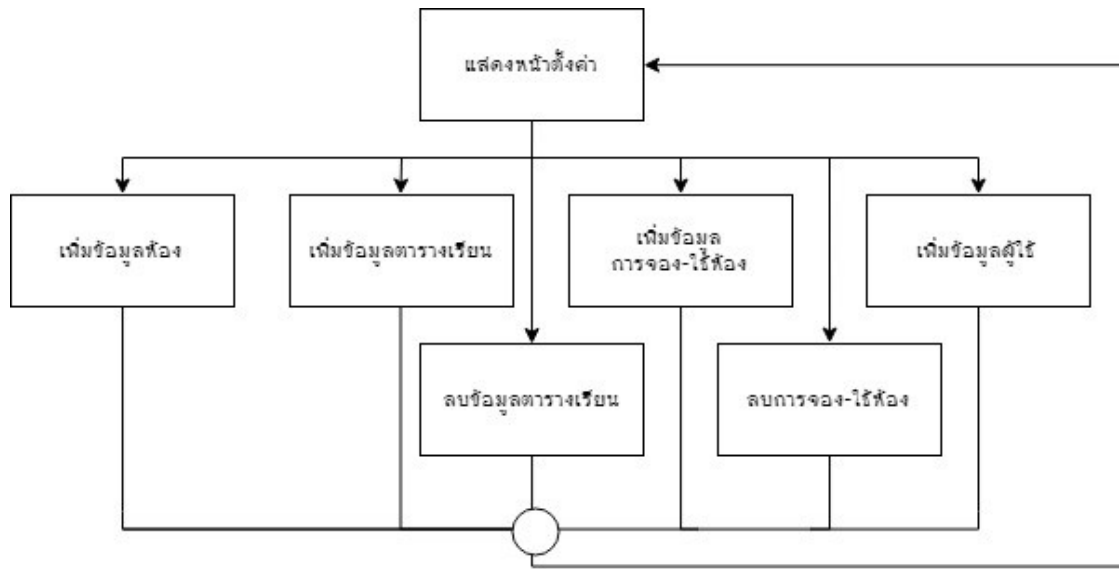 แสดงหน้าตั้งค่า
เพิ่มข้อมูลห้อง
เพิ่มข้อมูลตารางเรียน
เพิ่มข้อมูล
การจอง-ใช้ห้อง
เพิ่มข้อมูลผู้ใช้
ลบข้อมูลตารางเรียน
ลบการจอง-ใช้ห้อง